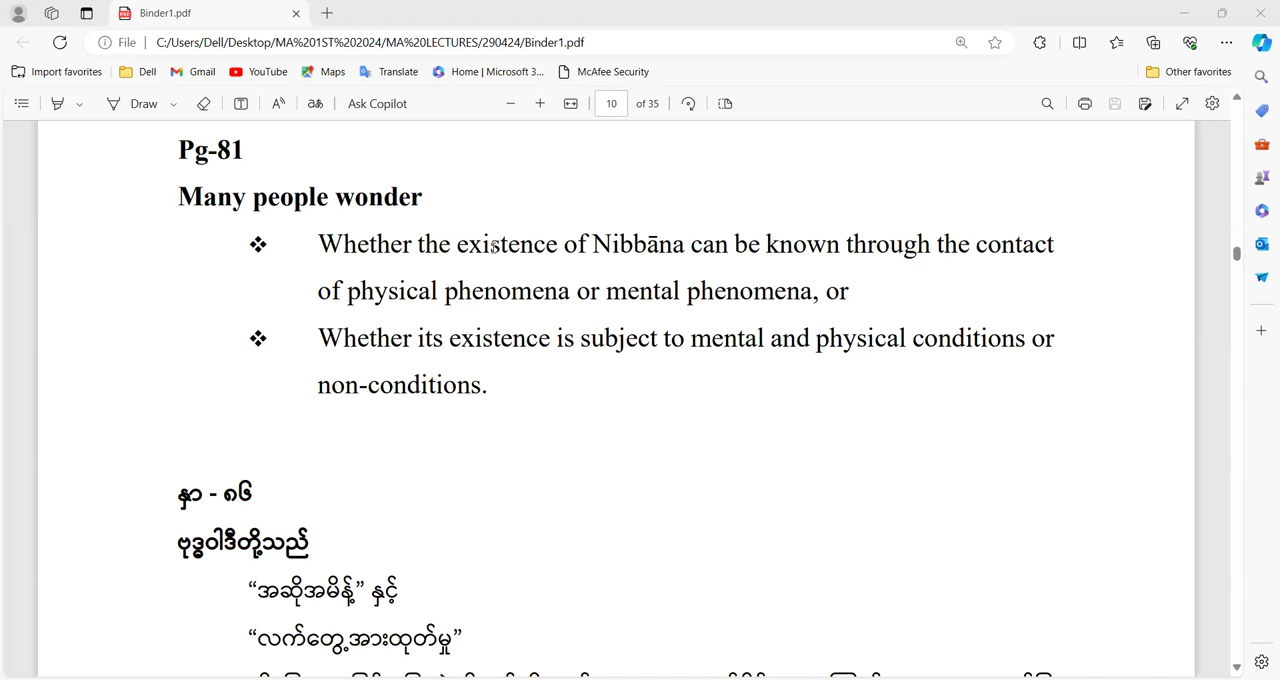 Binder1.pdf
File
C:/Users/Dell/Desktop/MA%201ST%202024/MA%20LECTURES/290424/Binder1.pdf
Import favorites Dell Gmail YouTube Maps Translate Home | Microsoft 3... McAfee Security Other favorites
Draw Ask Copilot 10 of 35
Pg-81
Many people wonder
❖ Whether the existence of Nibbāna can be known through the contact
of physical phenomena or mental phenomena, or
❖ Whether its existence is subject to mental and physical conditions or
non-conditions.
နှာ - ၈၆
ဗုဒ္ဓဝါဒီတို့သည်
“အဆိုအမိန့်” နှင့်
“လက်တွေ့အားထုတ်မှု”